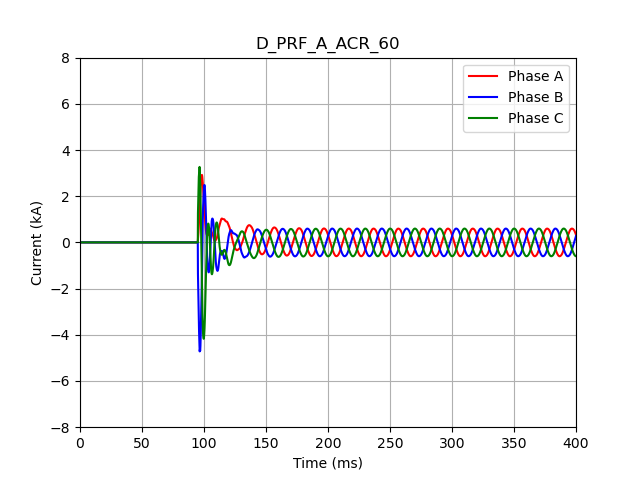 D_PRF_A_ACR_60
Phase A
Phase B
Phase C
8
6
4
2
0
−2
−4
−6
−8
Current (kA)
0 50 100 150 200 250 300 350 400
Time (ms)